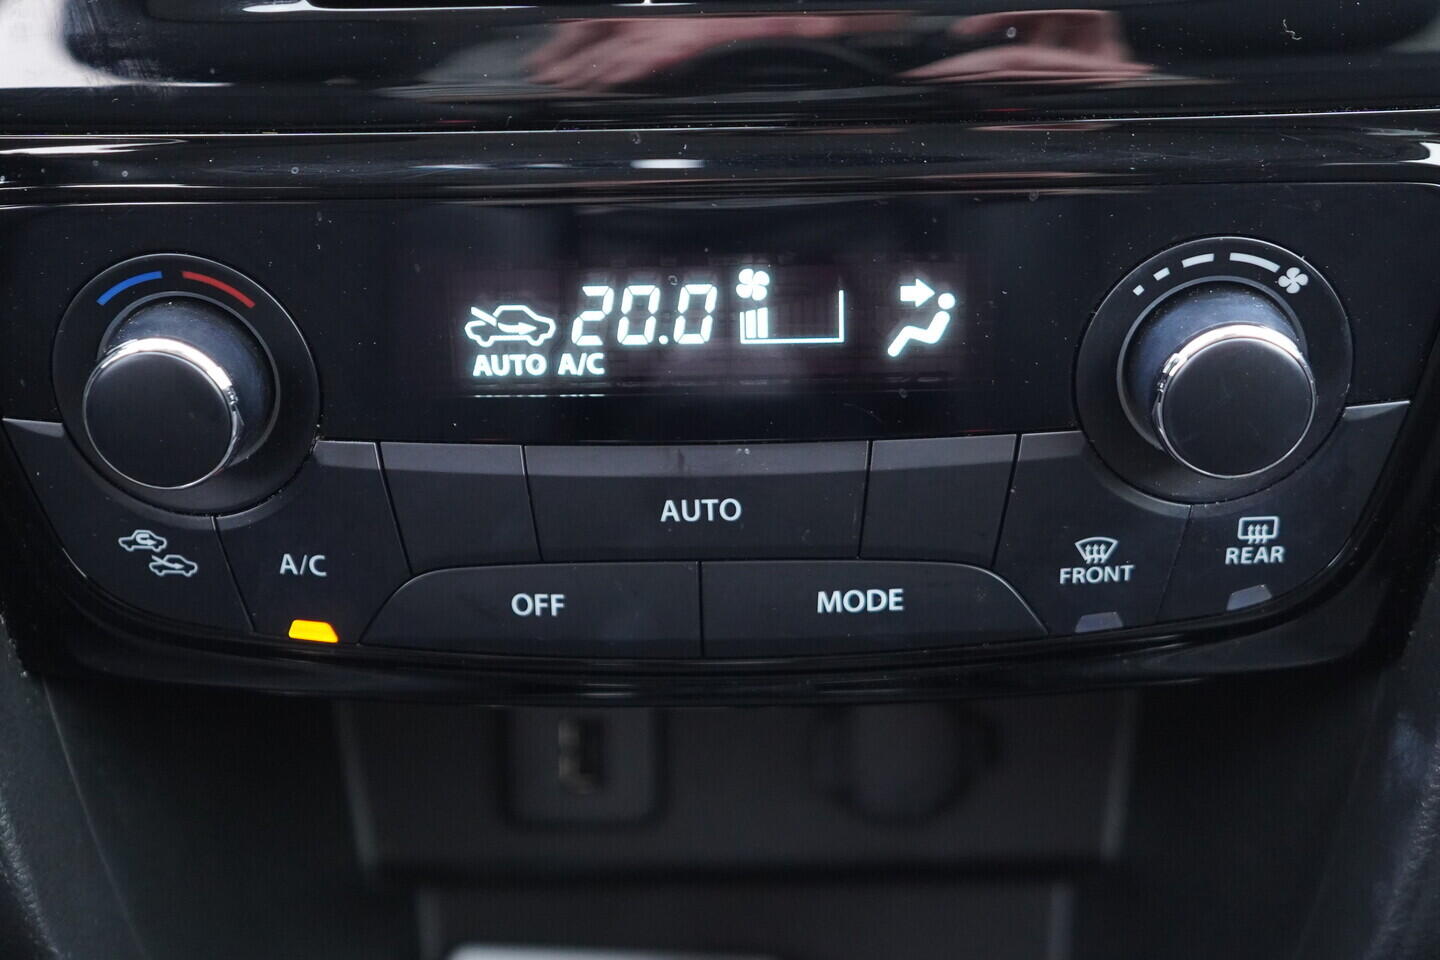 20.0
AUTO A/C
AUTO
A/C
OFF
MODE
FRONT
REAR